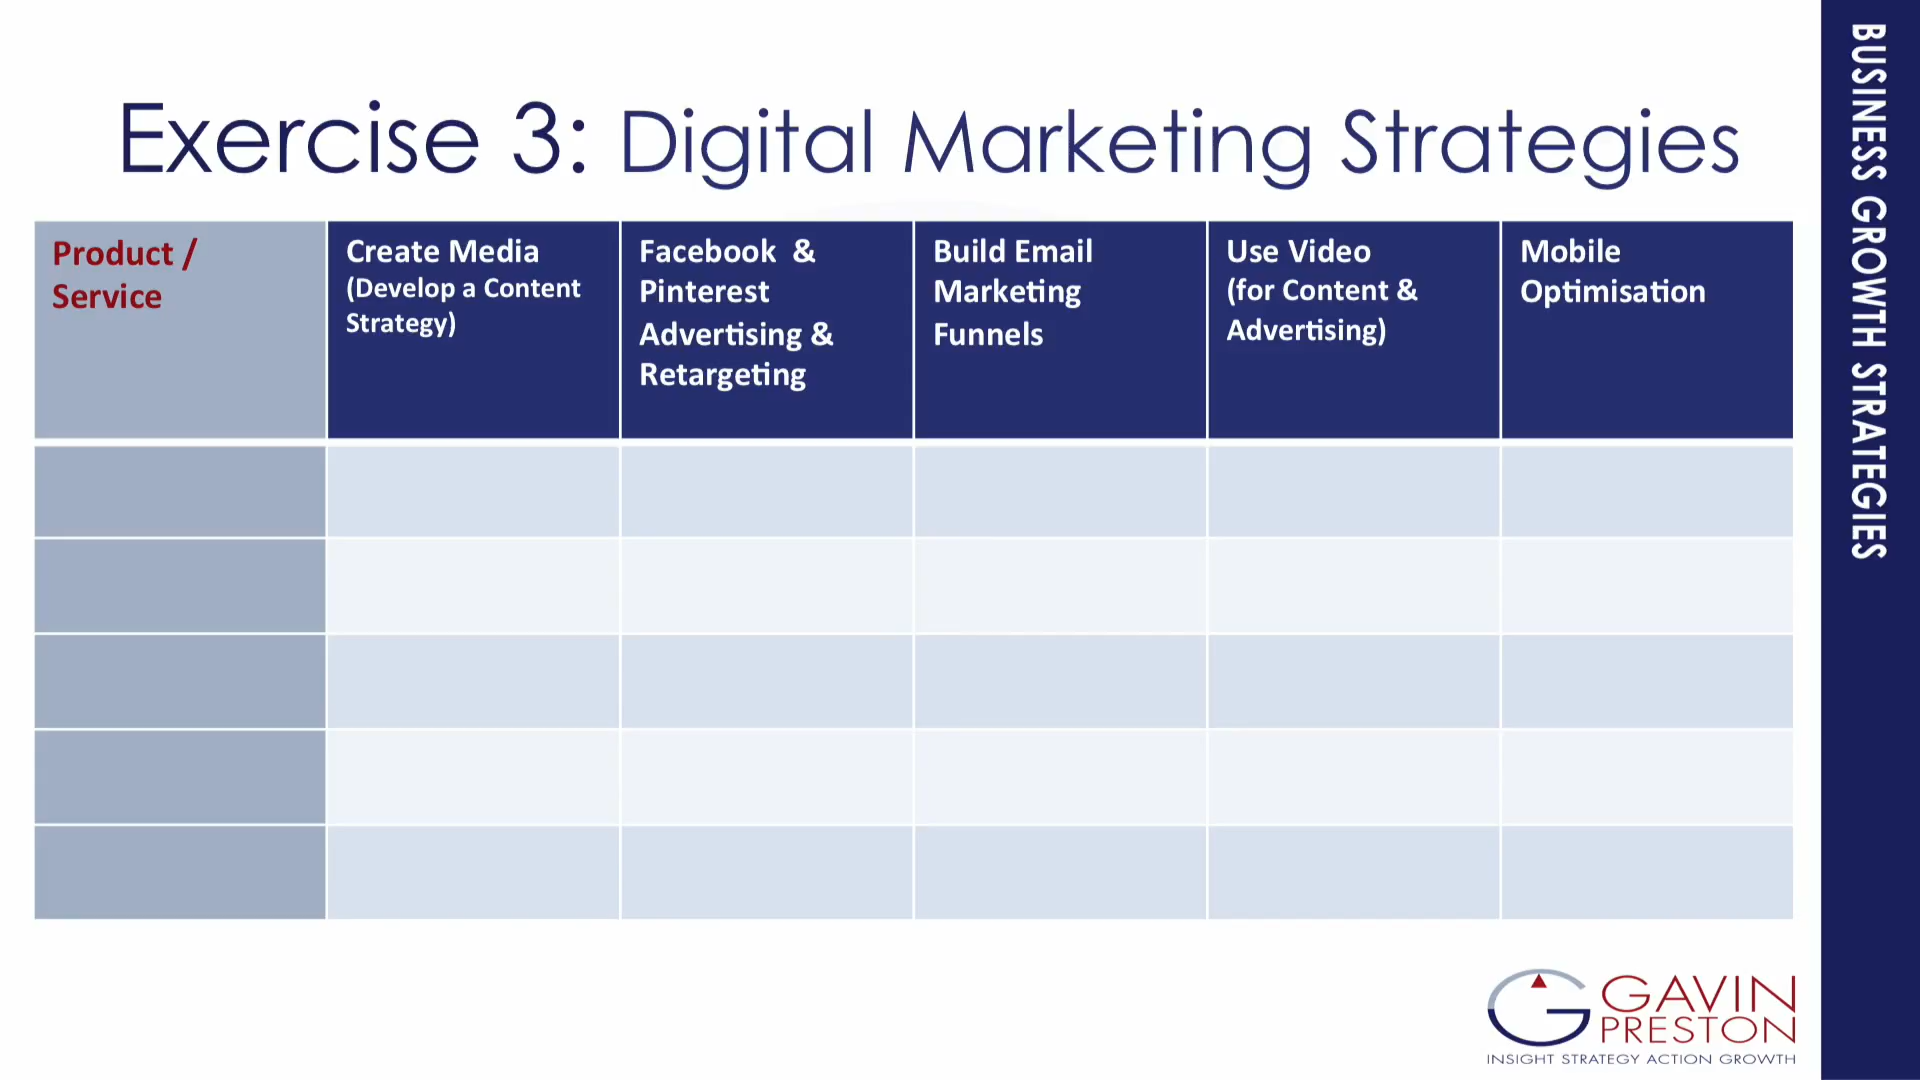 Exercise 3: Digital Marketing Strategies
Product /
Service
Create Media
(Develop a Content
Strategy)
Facebook &
Pinterest
Advertising &
Retargeting
Build Email
Marketing
Funnels
Use Video
(for Content &
Advertising)
Mobile
Optimisation
BUSINESS GROWTH STRATEGIES
GAVIN
PRESTON
INSIGHT STRATEGY ACTION GROWTH